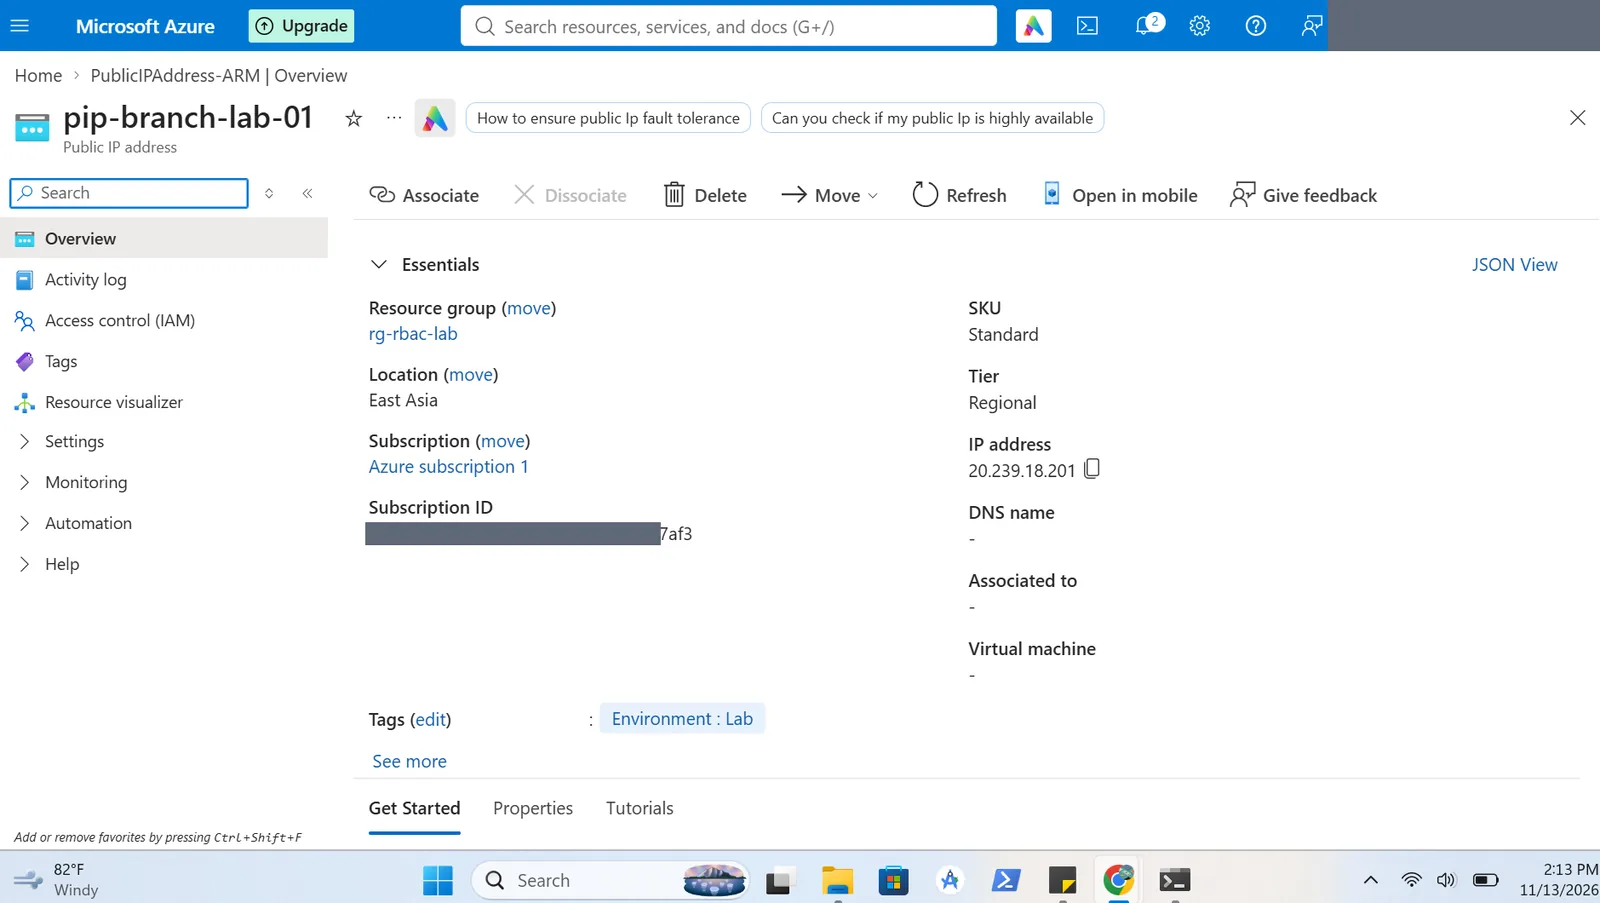 Microsoft Azure
Upgrade
Search resources, services, and docs (G+/)
2
Home > PublicIPAddress-ARM | Overview
pip-branch-lab-01
Public IP address
How to ensure public Ip fault tolerance
Can you check if my public Ip is highly available
Search
Overview
Activity log
Access control (IAM)
Tags
Resource visualizer
Settings
Monitoring
Automation
Help
Add or remove favorites by pressing Ctrl+Shift+F
Associate
Dissociate
Delete
Move
Refresh
Open in mobile
Give feedback
Essentials
JSON View
Resource group (move)
rg-rbac-lab
Location (move)
East Asia
Subscription (move)
Azure subscription 1
Subscription ID
7af3
SKU
Standard
Tier
Regional
IP address
20.239.18.201
DNS name
-
Associated to
-
Virtual machine
-
Tags (edit) : Environment : Lab
See more
Get Started
Properties
Tutorials
82°F
Windy
Search
2:13 PM
11/13/2026